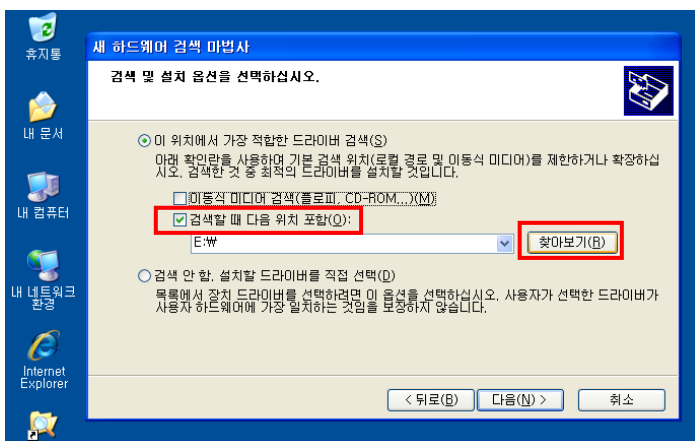 휴지통
내 문서
내 컴퓨터
내 네트워크
환경
Internet
Explorer
새 하드웨어 검색 마법사
검색 및 설치 옵션을 선택하십시오.
이 위치에서 가장 적합한 드라이버 검색(S)
아래 확인란을 사용하여 기본 검색 위치(로컬 경로 및 이동식 미디어)를 제한하거나 확장하십
시오. 검색한 것 중 최적의 드라이버를 설치할 것입니다.
이동식 미디어 검색(플로피, CD-ROM...)(M)
검색할 때 다음 위치 포함(O):
E:₩
찾아보기(R)
검색 안 함. 설치할 드라이버를 직접 선택(D)
목록에서 장치 드라이버를 선택하려면 이 옵션을 선택하십시오. 사용자가 선택한 드라이버가
사용자 하드웨어에 가장 일치하는 것임을 보장하지 않습니다.
< 뒤로(B)
다음(N) >
취소